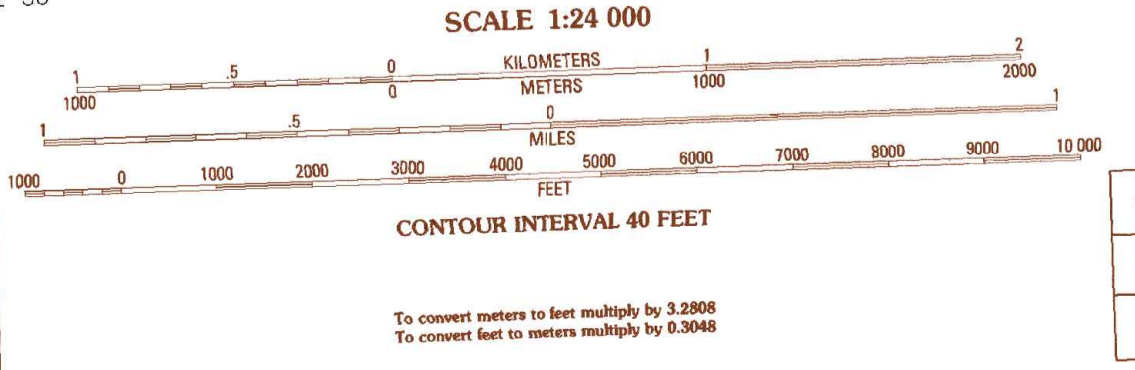 SCALE 1:24 000
1 .5 0 KILOMETERS 1 2
1000 0 METERS 1000 2000
1 .5 0 1
MILES
1000 0 1000 2000 3000 4000 5000 6000 7000 8000 9000 10 000
FEET
CONTOUR INTERVAL 40 FEET
To convert meters to feet multiply by 3.2808
To convert feet to meters multiply by 0.3048